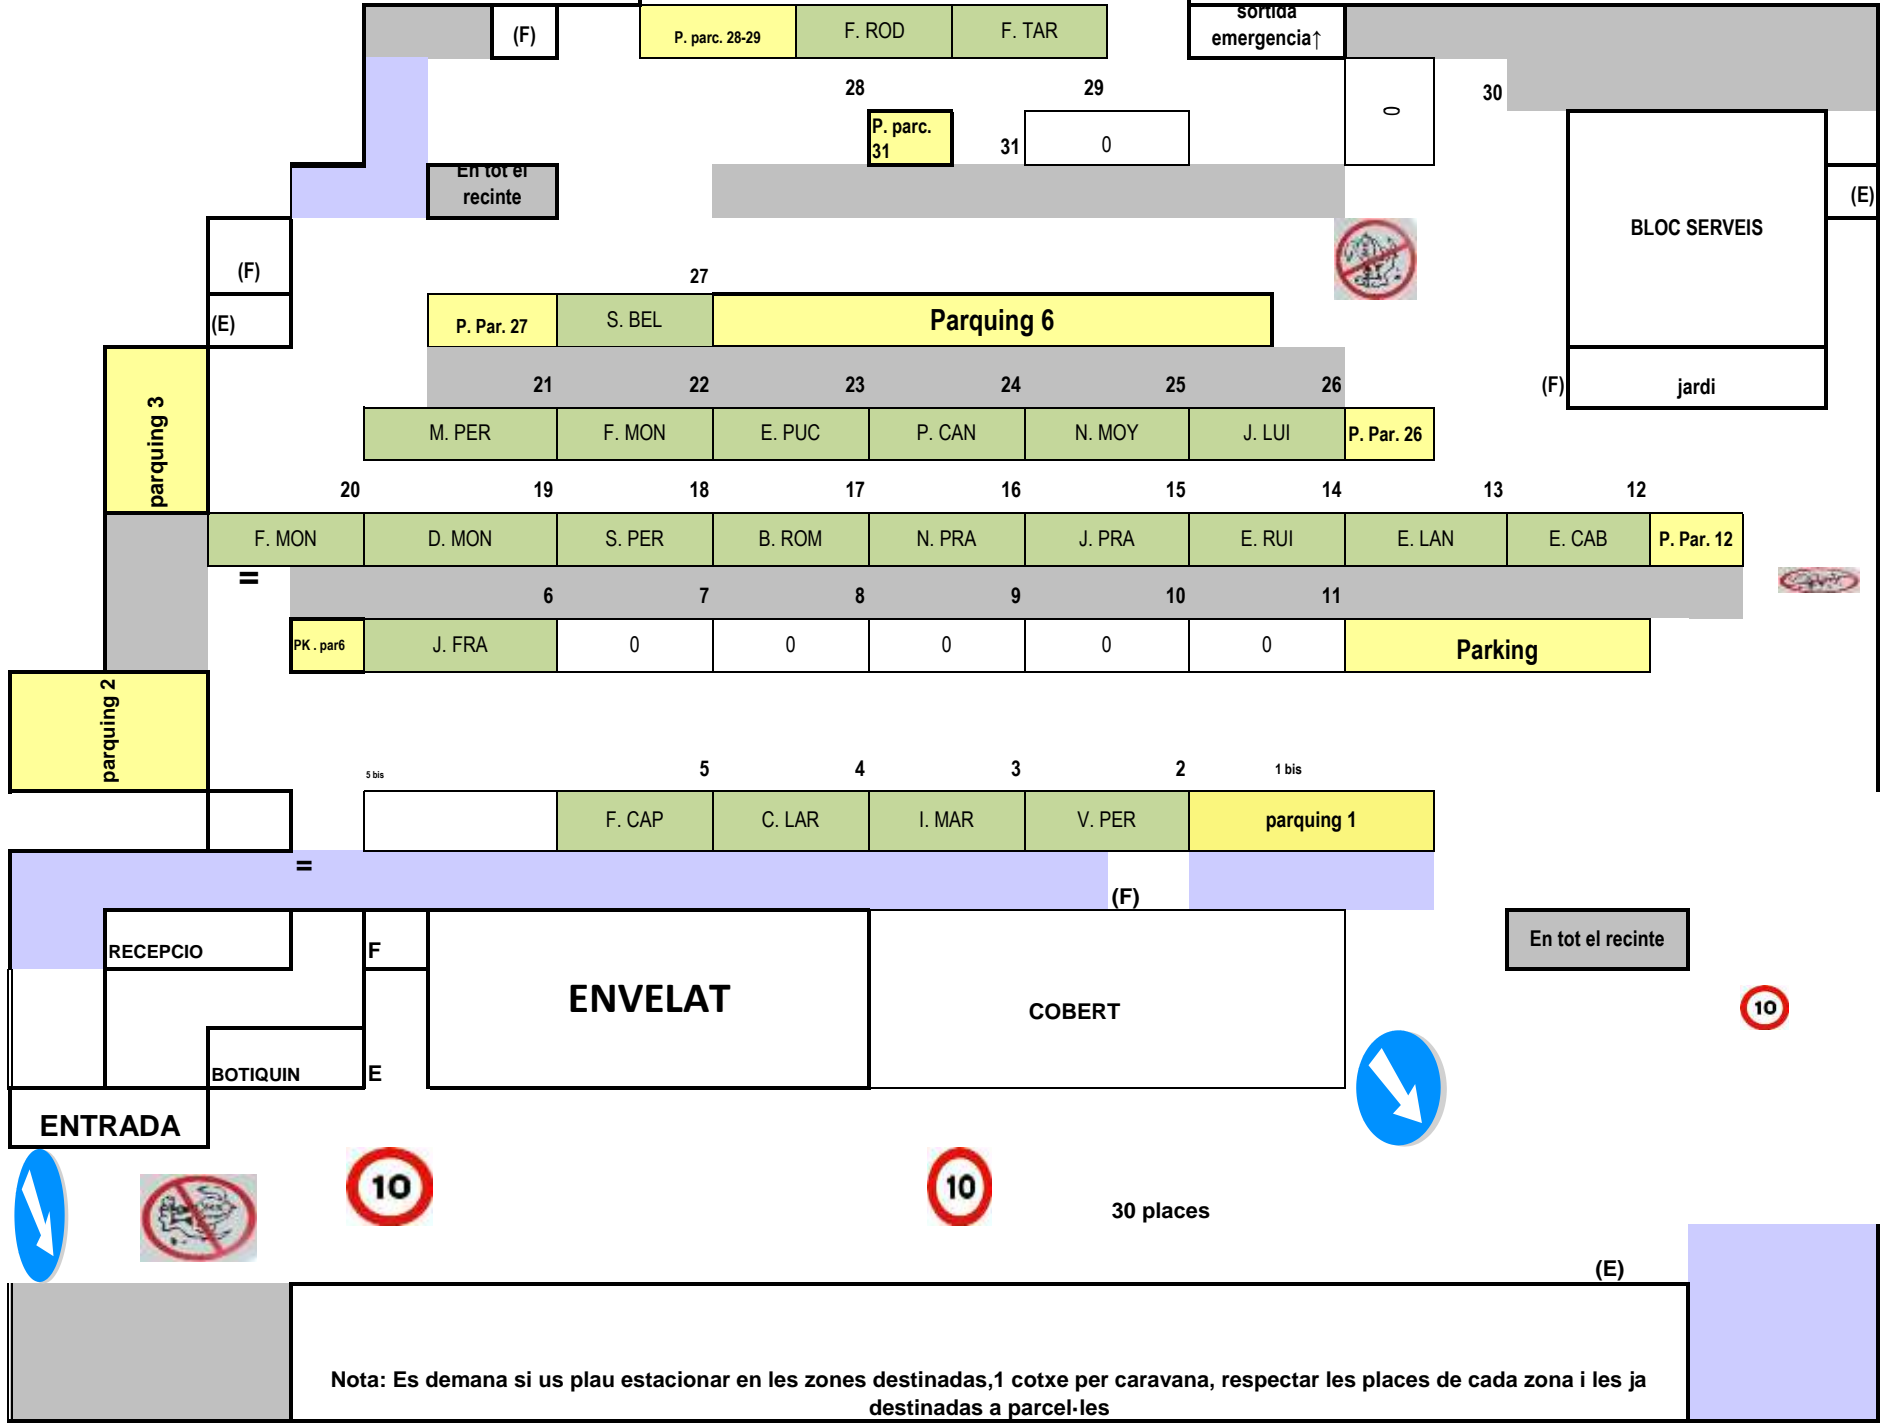 sortida
(F) P. parc. 28-29 F. ROD F. TAR emergencia↑
28 29 30
0
P. parc.
31 31 0
En tot el
recinte (E)
BLOC SERVEIS
(F) 27
(E) P. Par. 27 S. BEL Parquing 6
21 22 23 24 25 26 (F) jardi
parquing 3
M. PER F. MON E. PUC P. CAN N. MOY J. LUI P. Par. 26
20 19 18 17 16 15 14 13 12
F. MON D. MON S. PER B. ROM N. PRA J. PRA E. RUI E. LAN E. CAB P. Par. 12
=
6 7 8 9 10 11
PK . par6 J. FRA 0 0 0 0 0 Parking
parquing 2
5 bis 5 4 3 2 1 bis
F. CAP C. LAR I. MAR V. PER parquing 1
=
(F)
RECEPCIO F En tot el recinte
ENVELAT COBERT 10
BOTIQUIN E
ENTRADA
10 10 30 places
(E)
Nota: Es demana si us plau estacionar en les zones destinadas,1 cotxe per caravana, respectar les places de cada zona i les ja
destinadas a parcel·les